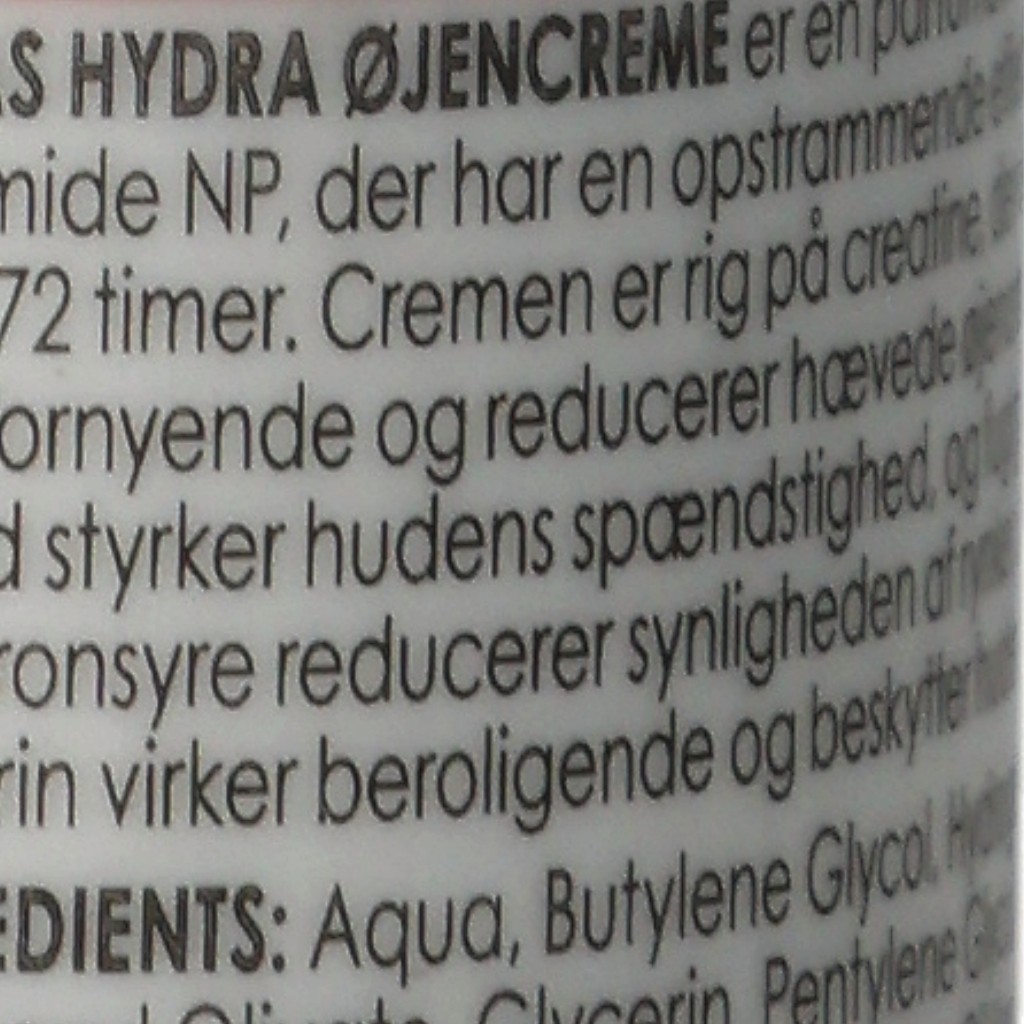 S HYDRA ØJENCREME er en
mide NP, der har en opstrammende
72 timer. Cremen er rig på creatine
ornyende og reducerer hævede
d styrker hudens spændstighed, og
ronsyre reducerer synligheden af
rin virker beroligende og beskytter
EDIENTS: Aqua, Butylene Glycol,
Glycerin, Pentylene